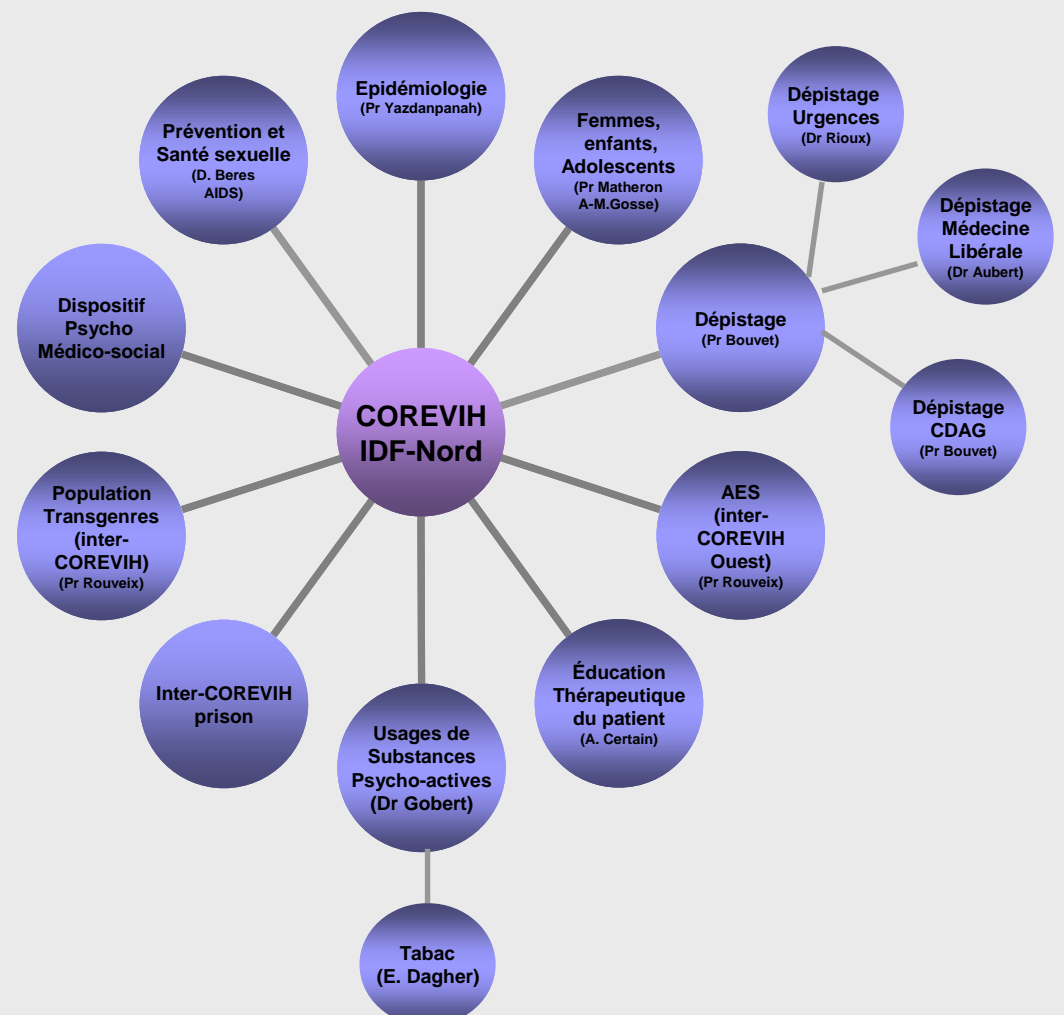 Epidémiologie
(Pr Yazdanpanah)
Femmes,
enfants,
Adolescents
(Pr Matheron
A-M.Gosse)
Dépistage
Urgences
(Dr Rioux)
Dépistage
Médecine
Libérale
(Dr Aubert)
Dépistage
(Pr Bouvet)
Dépistage
CDAG
(Pr Bouvet)
AES
(inter-
COREVIH
Ouest)
(Pr Rouveix)
Éducation
Thérapeutique
du patient
(A. Certain)
Usages de
Substances
Psycho-actives
(Dr Gobert)
Tabac
(E. Dagher)
Inter-COREVIH
prison
Population
Transgenres
(inter-
COREVIH)
(Pr Rouveix)
Dispositif
Psycho
Médico-social
Prévention et
Santé sexuelle
(D. Beres
AIDS)
COREVIH
IDF-Nord